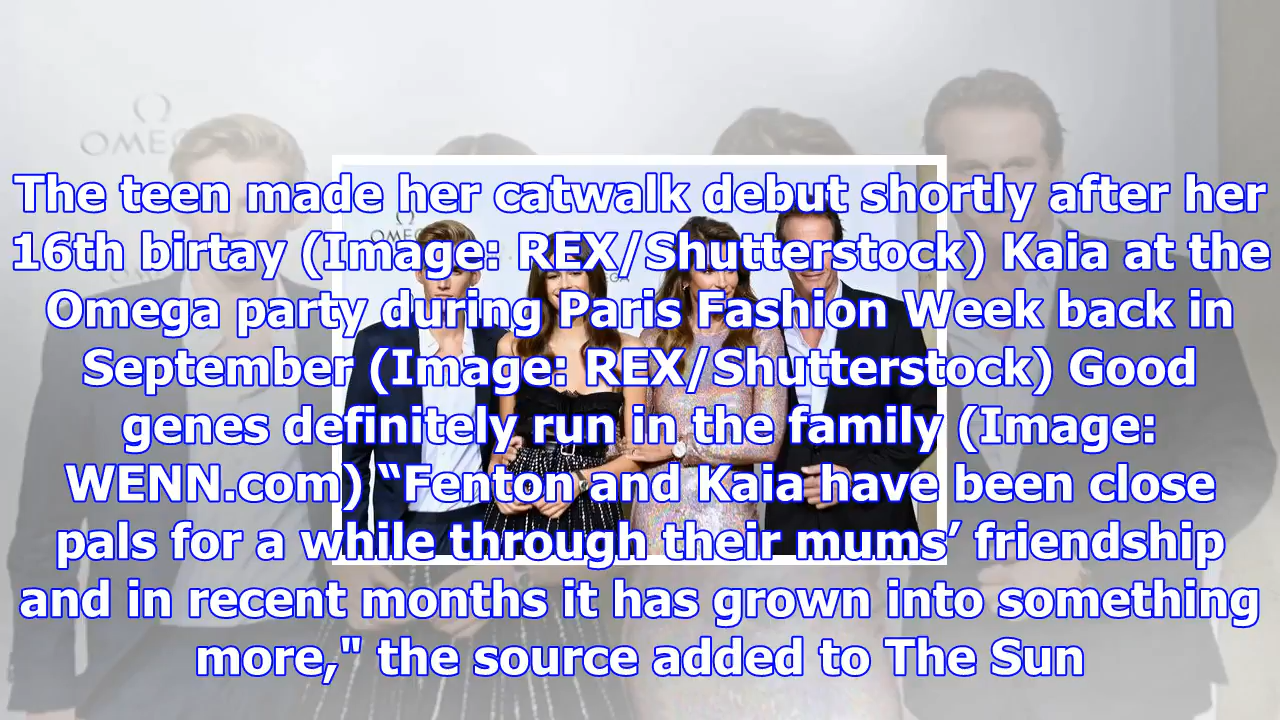 The teen made her catwalk debut shortly after her
16th birtay (Image: REX/Shutterstock) Kaia at the
Omega party during Paris Fashion Week back in
September (Image: REX/Shutterstock) Good
genes definitely run in the family (Image:
WENN.com) “Fenton and Kaia have been close
pals for a while through their mums’ friendship
and in recent months it has grown into something
more," the source added to The Sun